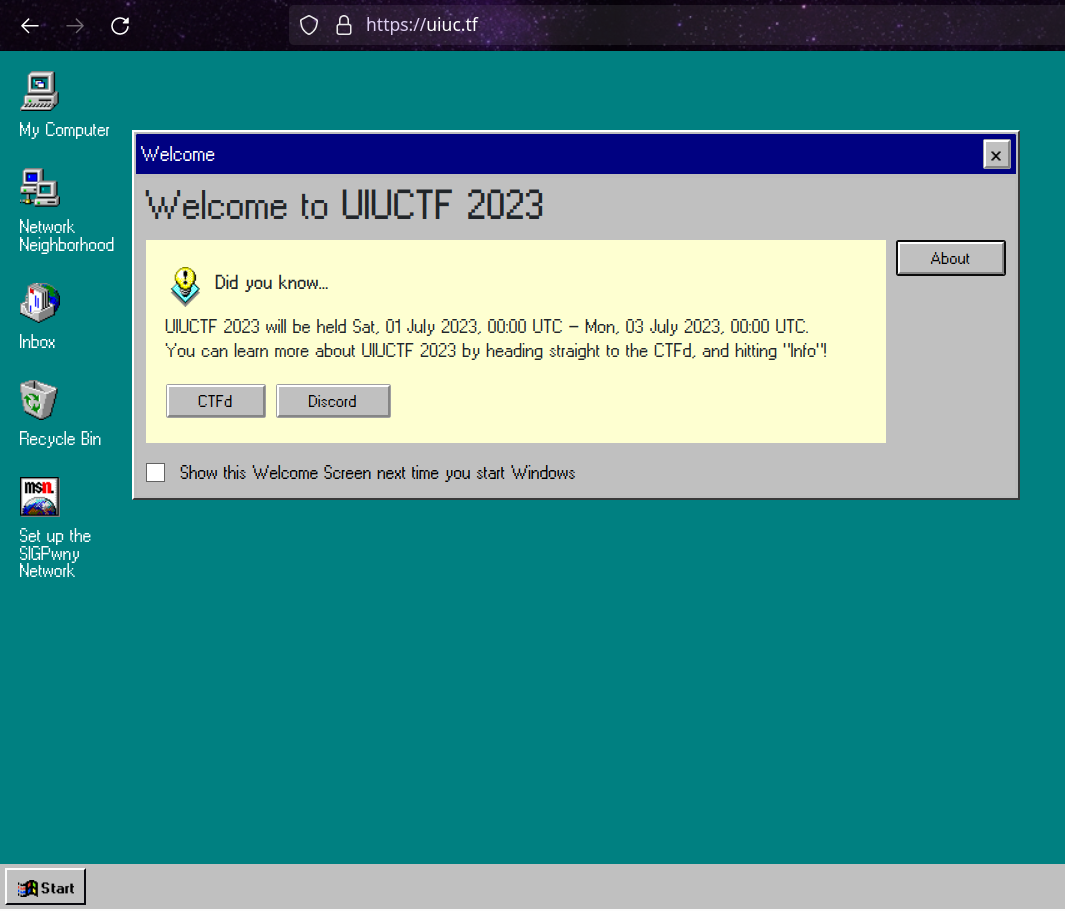 https://uiuc.tf
My Computer
Network
Neighborhood
Inbox
Recycle Bin
msn.
Set up the
SIGPwny
Network
Welcome
x
Welcome to UIUCTF 2023
Did you know...
UIUCTF 2023 will be held Sat, 01 July 2023, 00:00 UTC – Mon, 03 July 2023, 00:00 UTC.
You can learn more about UIUCTF 2023 by heading straight to the CTFd, and hitting "Info"!
CTFd Discord
About
Show this Welcome Screen next time you start Windows
Start